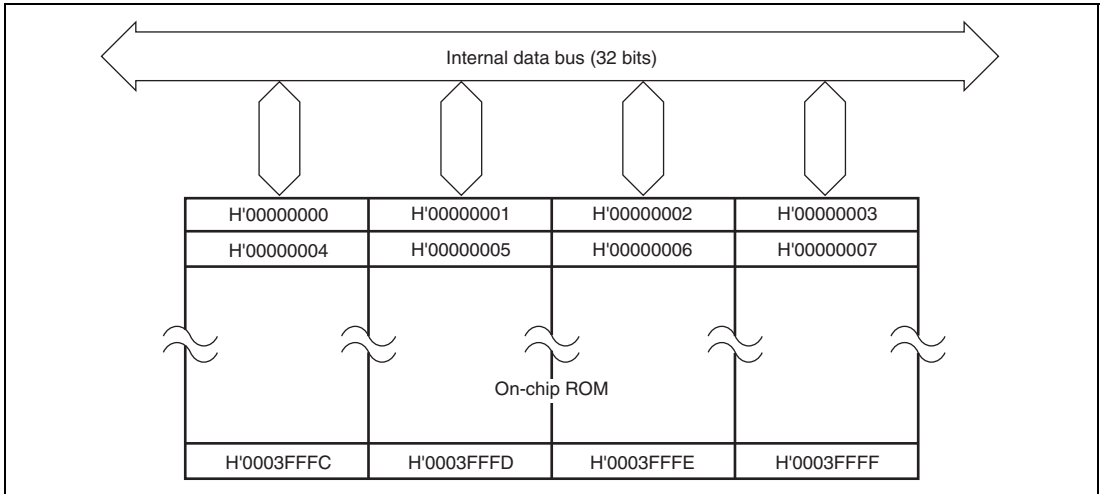 Internal data bus (32 bits)
H'00000000 H'00000001 H'00000002 H'00000003
H'00000004 H'00000005 H'00000006 H'00000007
On-chip ROM
H'0003FFFC H'0003FFFD H'0003FFFE H'0003FFFF